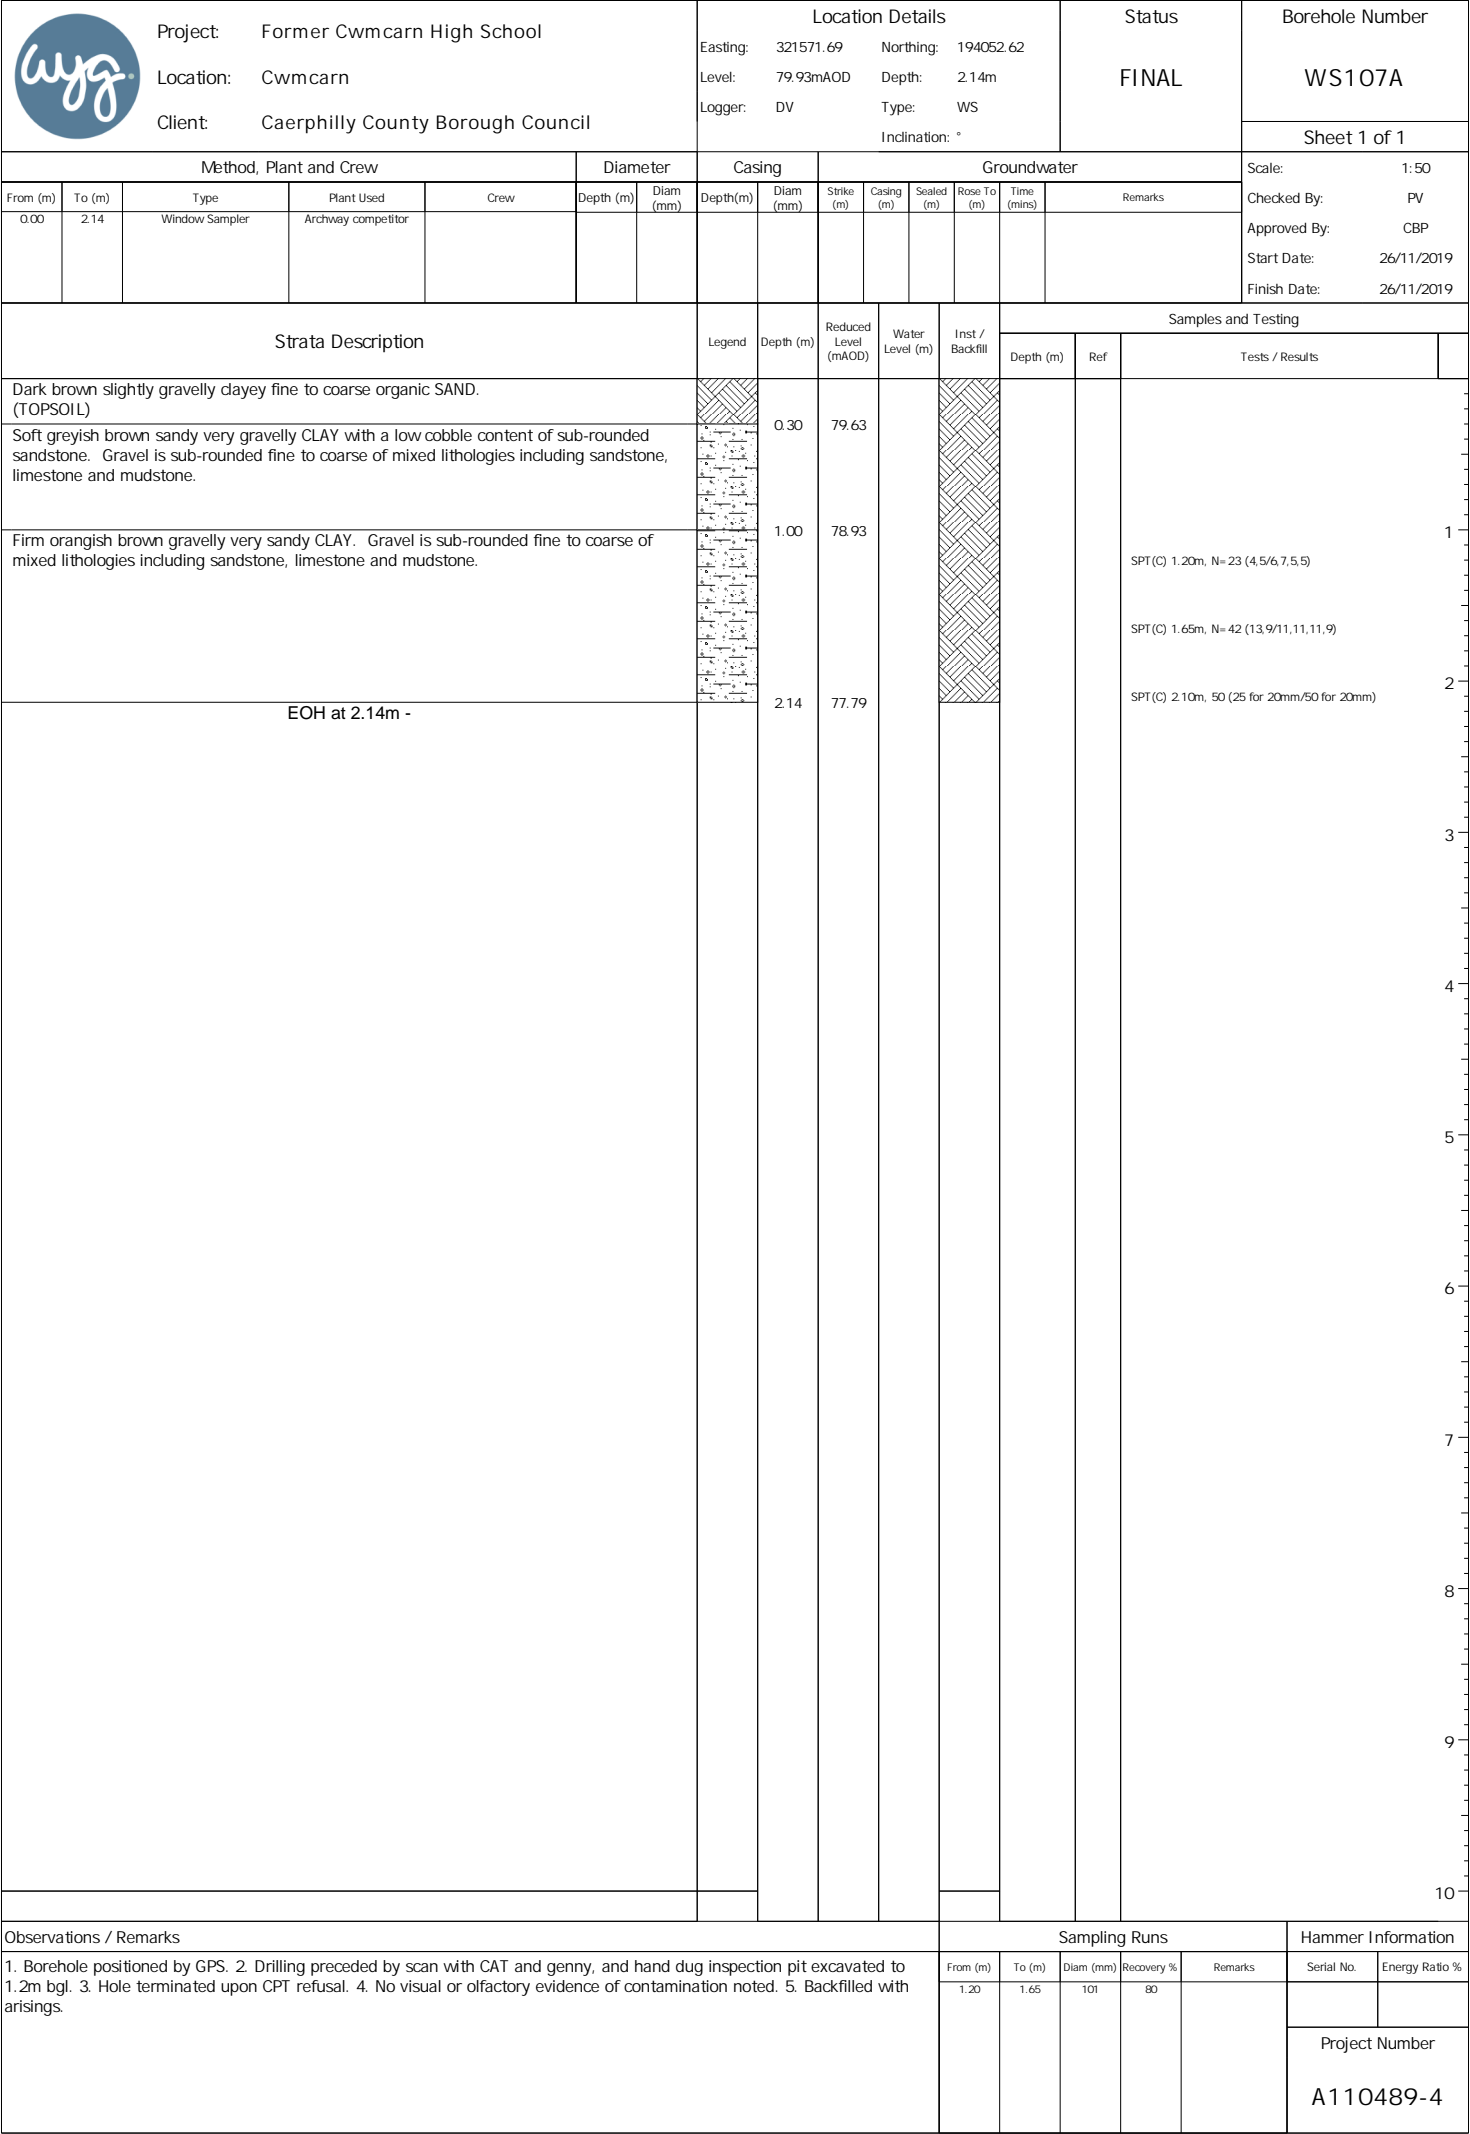 wyg.
Project: Former Cwmcarn High School
Location: Cwmcarn
Client: Caerphilly County Borough Council
Location Details
Easting: 321571.69 Northing: 194052.62
Level: 79.93mAOD Depth: 2.14m
Logger: DV Type: WS
Inclination: °
Status
FINAL
Borehole Number
WS107A
Sheet 1 of 1
Method, Plant and Crew Diameter Casing Groundwater
From (m) To (m) Type Plant Used Crew Depth (m) Diam (mm) Depth(m) Diam (mm) Strike (m) Casing (m) Sealed (m) Rose To (m) Time (mins) Remarks
0.00 2.14 Window Sampler Archway competitor
Scale: 1:50
Checked By: PV
Approved By: CBP
Start Date: 26/11/2019
Finish Date: 26/11/2019
Strata Description Legend Depth (m) Reduced Level (mAOD) Water Level (m) Inst / Backfill Samples and Testing
Depth (m) Ref Tests / Results
Dark brown slightly gravelly clayey fine to coarse organic SAND.
(TOPSOIL)
0.30 79.63
Soft greyish brown sandy very gravelly CLAY with a low cobble content of sub-rounded
sandstone. Gravel is sub-rounded fine to coarse of mixed lithologies including sandstone,
limestone and mudstone.
1.00 78.93
1
Firm orangish brown gravelly very sandy CLAY. Gravel is sub-rounded fine to coarse of
mixed lithologies including sandstone, limestone and mudstone.
SPT(C) 1.20m, N=23 (4,5/6,7,5,5)
SPT(C) 1.65m, N=42 (13,9/11,11,11,9)
2
SPT(C) 2.10m, 50 (25 for 20mm/50 for 20mm)
2.14 77.79
EOH at 2.14m -
3
4
5
6
7
8
9
10
Observations / Remarks
1. Borehole positioned by GPS. 2. Drilling preceded by scan with CAT and genny, and hand dug inspection pit excavated to
1.2m bgl. 3. Hole terminated upon CPT refusal. 4. No visual or olfactory evidence of contamination noted. 5. Backfilled with
arisings.
Sampling Runs
From (m) To (m) Diam (mm) Recovery % Remarks
1.20 1.65 101 80
Hammer Information
Serial No. Energy Ratio %
Project Number
A110489-4